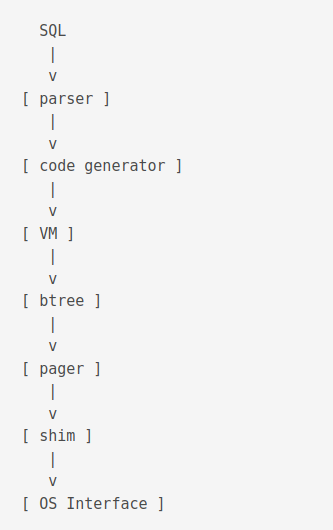 SQL
   |
   v
[ parser ]
   |
   v
[ code generator ]
   |
   v
[ VM ]
   |
   v
[ btree ]
   |
   v
[ pager ]
   |
   v
[ shim ]
   |
   v
[ OS Interface ]